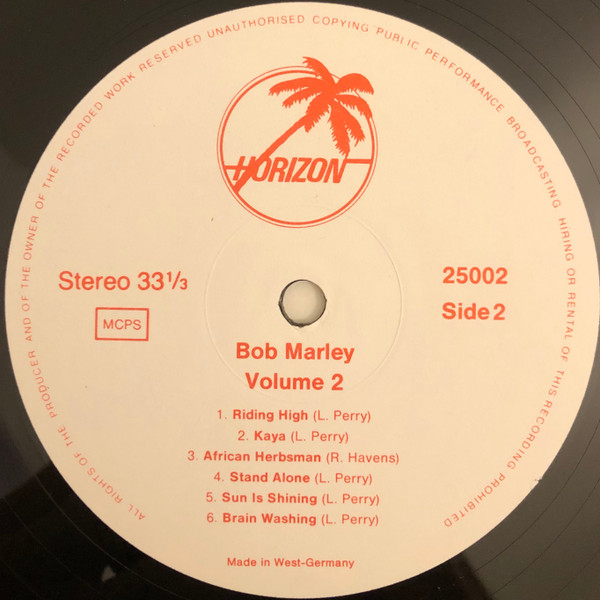 ALL RIGHTS OF THE PRODUCER AND OF THE OWNER OF THE RECORDED WORK RESERVED UNAUTHORISED COPYING PUBLIC PERFORMANCE BROADCASTING HIRING OR RENTAL OF THIS RECORDING PROHIBITED
HORIZON
Stereo 33 1/3
25002
MCPS
Side 2
Bob Marley
Volume 2
1. Riding High (L. Perry)
2. Kaya (L. Perry)
3. African Herbsman (R. Havens)
4. Stand Alone (L. Perry)
5. Sun Is Shining (L. Perry)
6. Brain Washing (L. Perry)
Made in West-Germany